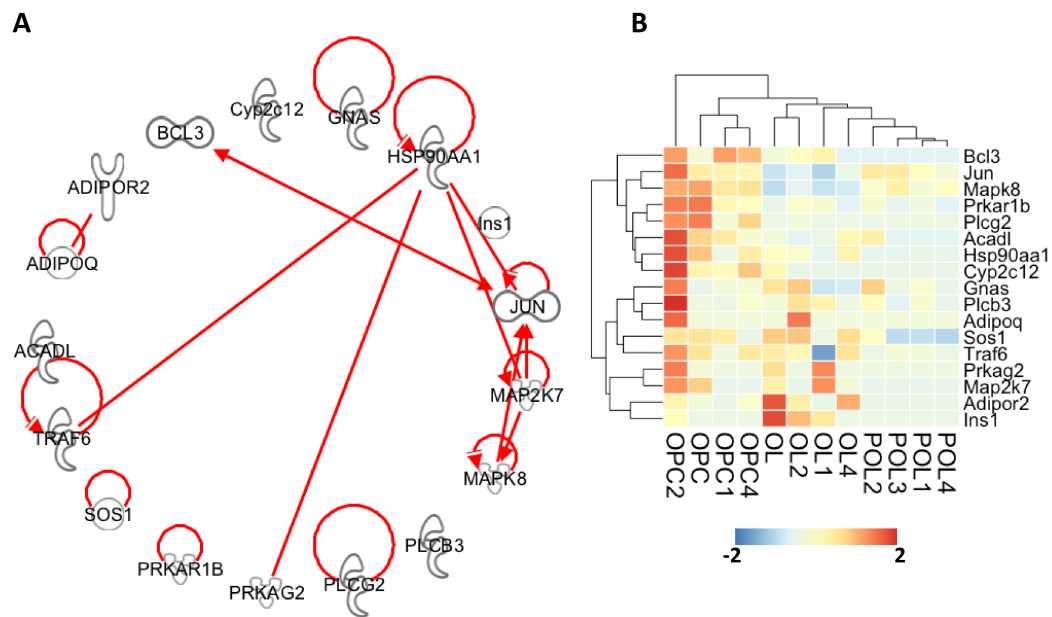 A
B
Cyp2c12
GNAS
BCL3
HSP90AA1
ADIPOR2
Ins1
ADIPOQ
JUN
ACADL
MAP2K7
TRAF6
MAPK8
SOS1
PLCB3
PRKAR1B
PLCG2
PRKAG2
Bcl3
Jun
Mapk8
Prkar1b
Plcg2
Acadl
Hsp90aa1
Cyp2c12
Gnas
Plcb3
Adipoq
Sos1
Traf6
Prkag2
Map2k7
Adipor2
Ins1
OPC2
OPC
OPC1
OPC4
OL
OL2
OL1
OL4
POL2
POL3
POL1
POL4
-2 2